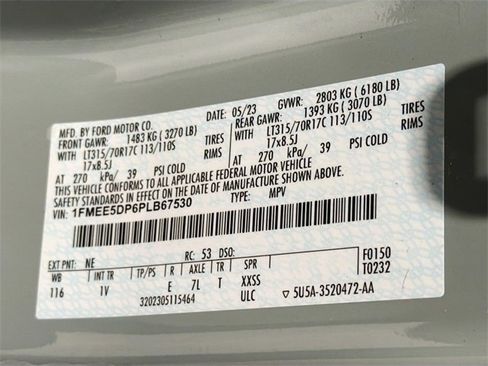 MFD. BY FORD MOTOR CO.
DATE: 05/23 GVWR: 2803 KG ( 6180 LB)
FRONT GAWR: 1483 KG ( 3270 LB) REAR GAWR: 1393 KG ( 3070 LB)
WITH LT315/70R17C 113/110S WITH LT315/70R17C 113/110S
17x8.5J 17x8.5J
AT 270 kPa/ 39 PSI COLD AT 270 kPa/ 39 PSI COLD
THIS VEHICLE CONFORMS TO ALL APPLICABLE FEDERAL MOTOR VEHICLE
SAFETY STANDARDS IN EFFECT ON THE DATE OF MANUFACTURE SHOWN ABOVE.
VIN: 1FMEE5DP6PLB67530 TYPE: MPV
EXT PNT: NE RC: 53 DSO: F0150
WB INT TR TP/PS R AXLE TR SPR T0232
116 1V E 7L T XXSS
3202305115464 ULC ▽ 5U5A-3520472-AA